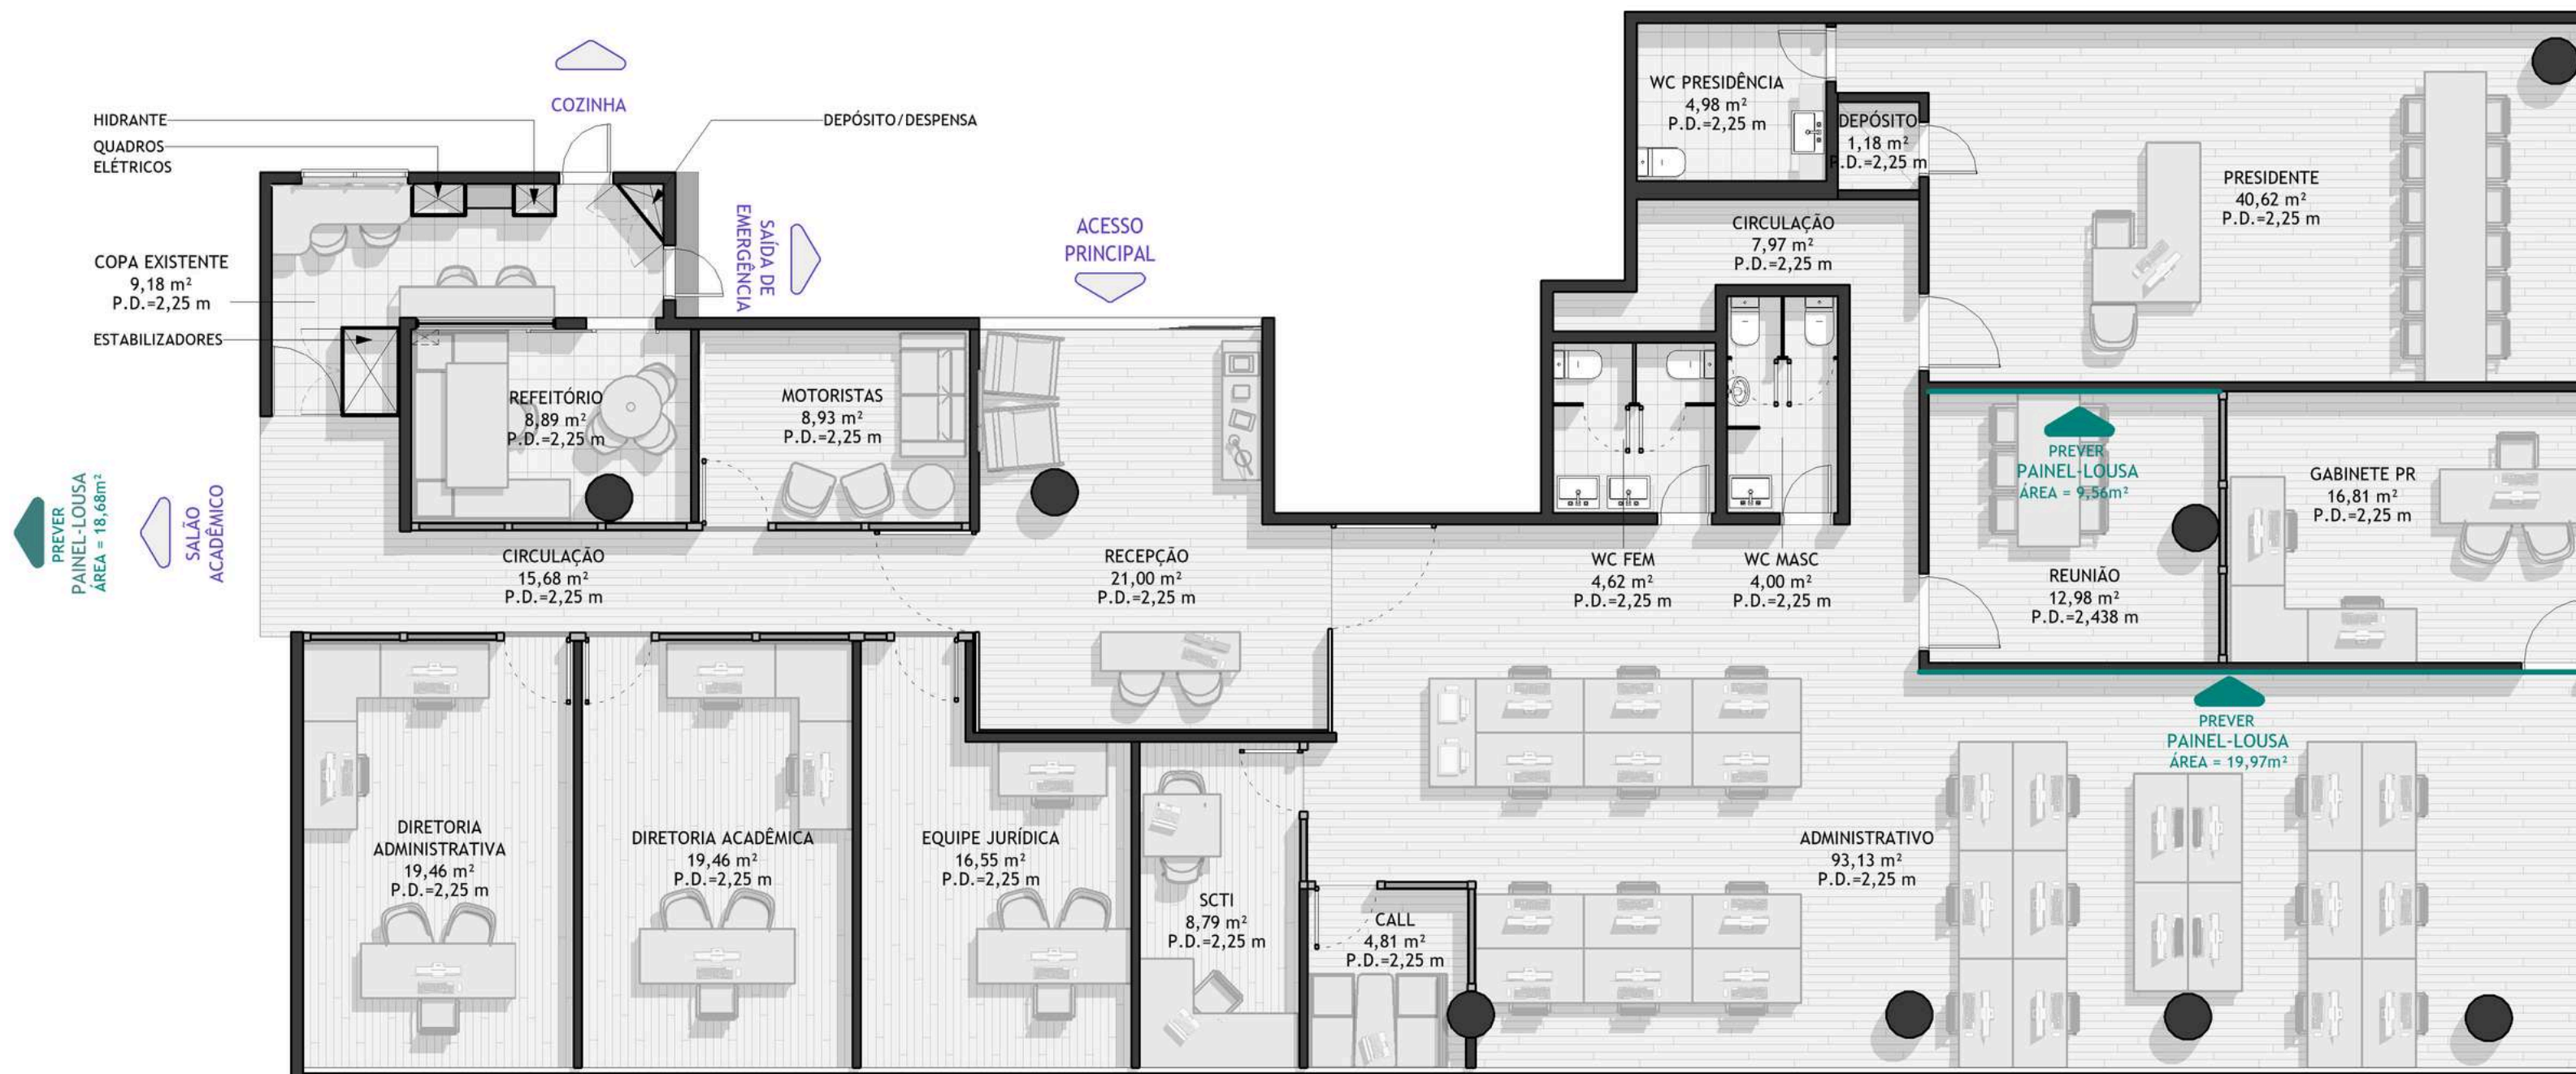 COZINHA
HIDRANTE
QUADROS
ELÉTRICOS
DEPÓSITO/DESPENSA
COPA EXISTENTE
9,18 m²
P.D.=2,25 m
ESTABILIZADORES
SAÍDA DE
EMERGÊNCIA
ACESSO
PRINCIPAL
WC PRESIDÊNCIA
4,98 m²
P.D.=2,25 m
DEPÓSITO
1,18 m²
P.D.=2,25 m
PRESIDENTE
40,62 m²
P.D.=2,25 m
CIRCULAÇÃO
7,97 m²
P.D.=2,25 m
REFEITÓRIO
8,89 m²
P.D.=2,25 m
MOTORISTAS
8,93 m²
P.D.=2,25 m
PREVER
PAINEL-LOUSA
ÁREA = 18,68m²
SALÃO
ACADÊMICO
PREVER
PAINEL-LOUSA
ÁREA = 9,56m²
GABINETE PR
16,81 m²
P.D.=2,25 m
CIRCULAÇÃO
15,68 m²
P.D.=2,25 m
RECEPÇÃO
21,00 m²
P.D.=2,25 m
WC FEM
4,62 m²
P.D.=2,25 m
WC MASC
4,00 m²
P.D.=2,25 m
REUNIÃO
12,98 m²
P.D.=2,438 m
PREVER
PAINEL-LOUSA
ÁREA = 19,97m²
DIRETORIA
ADMINISTRATIVA
19,46 m²
P.D.=2,25 m
DIRETORIA ACADÊMICA
19,46 m²
P.D.=2,25 m
EQUIPE JURÍDICA
16,55 m²
P.D.=2,25 m
SCTI
8,79 m²
P.D.=2,25 m
CALL
4,81 m²
P.D.=2,25 m
ADMINISTRATIVO
93,13 m²
P.D.=2,25 m